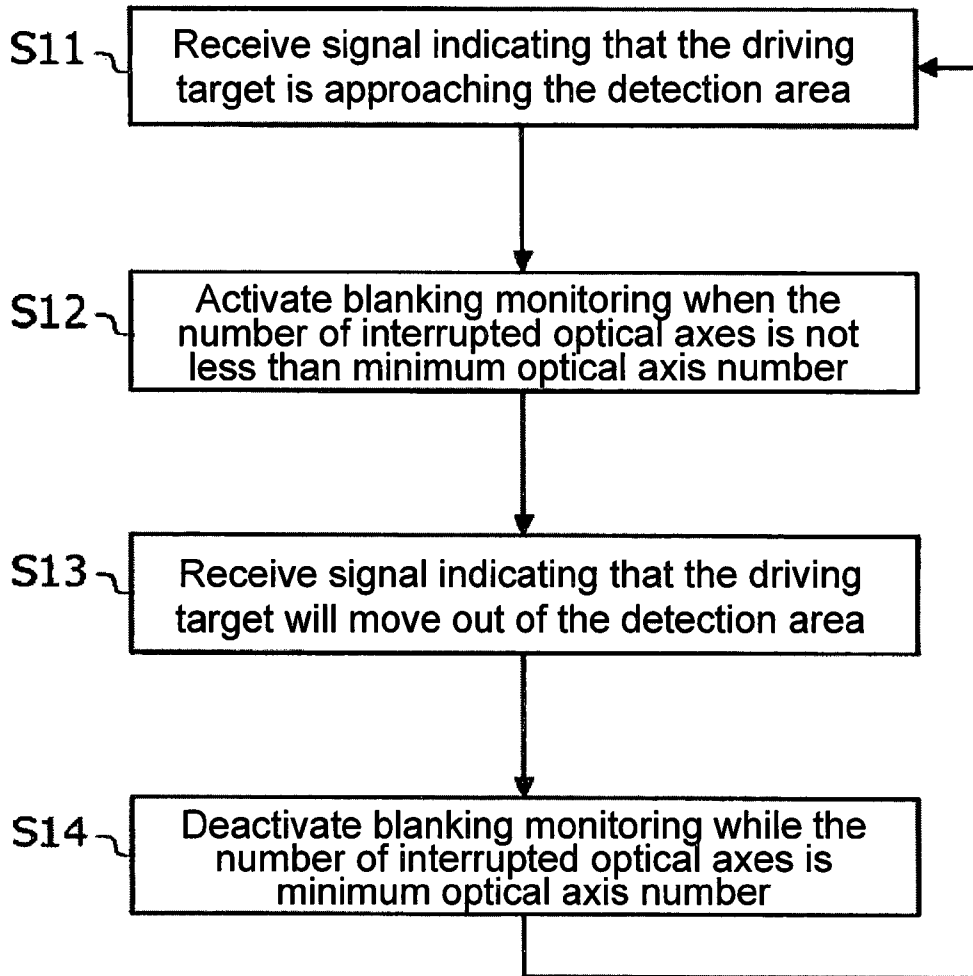 S11
Receive signal indicating that the driving
target is approaching the detection area
S12
Activate blanking monitoring when the
number of interrupted optical axes is not
less than minimum optical axis number
S13
Receive signal indicating that the driving
target will move out of the detection area
S14
Deactivate blanking monitoring while the
number of interrupted optical axes is
minimum optical axis number